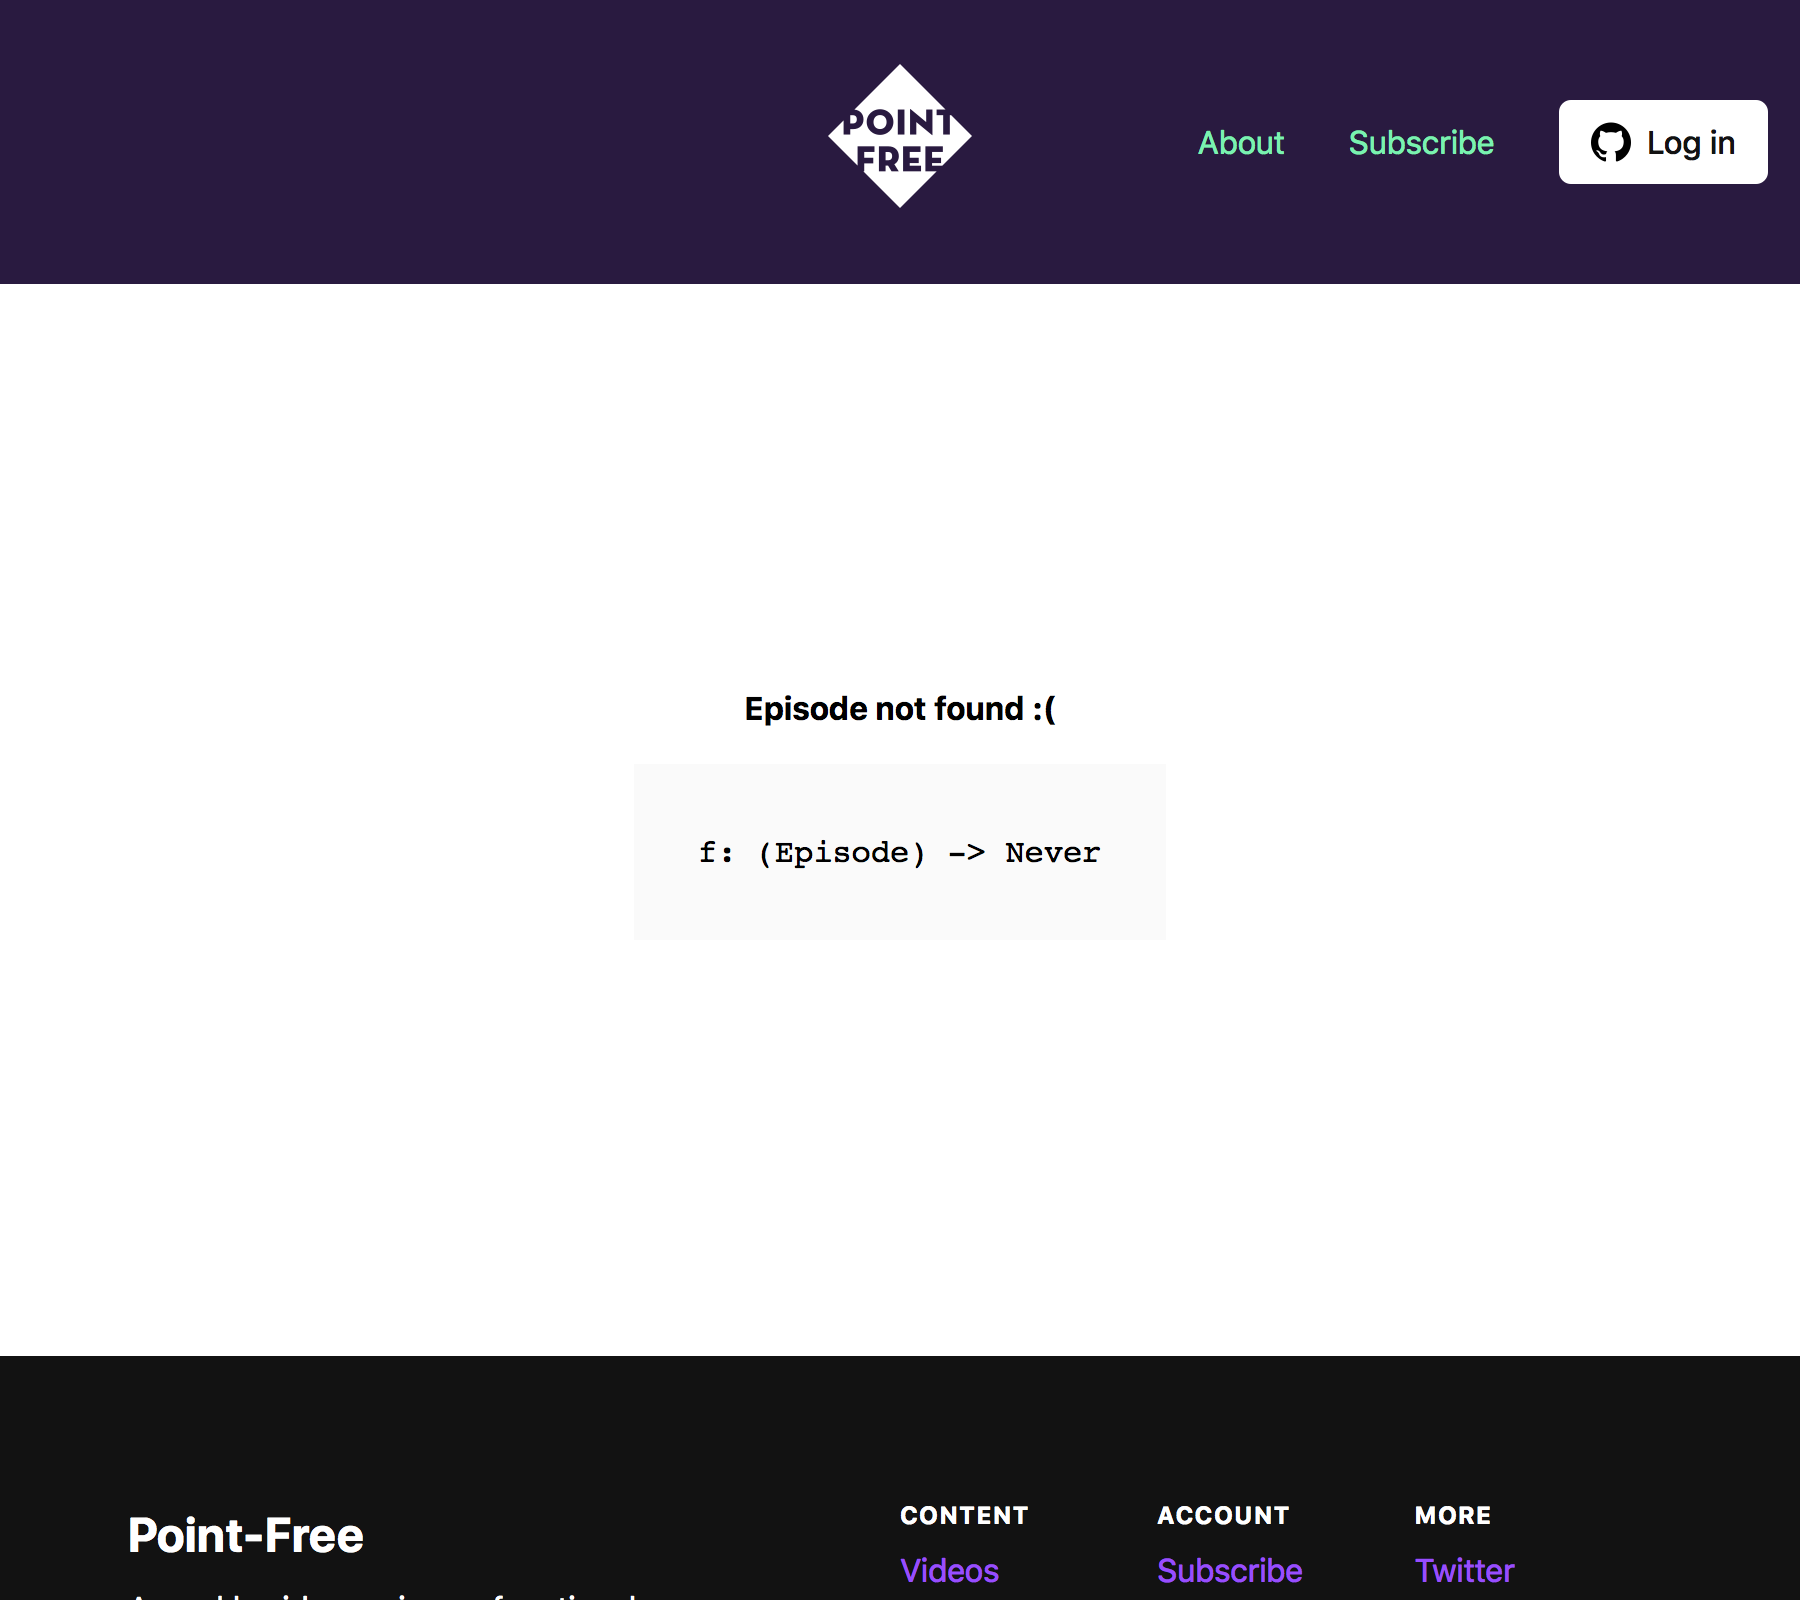 POINT
FREE
About
Subscribe
Log in
Episode not found :(
f: (Episode) -> Never
Point-Free
CONTENT
ACCOUNT
MORE
Videos
Subscribe
Twitter